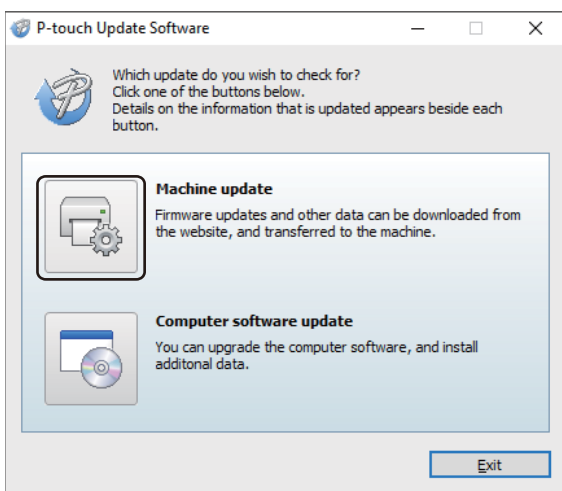 P-touch Update Software
Which update do you wish to check for?
Click one of the buttons below.
Details on the information that is updated appears beside each
button.
Machine update
Firmware updates and other data can be downloaded from
the website, and transferred to the machine.
Computer software update
You can upgrade the computer software, and install
additonal data.
Exit